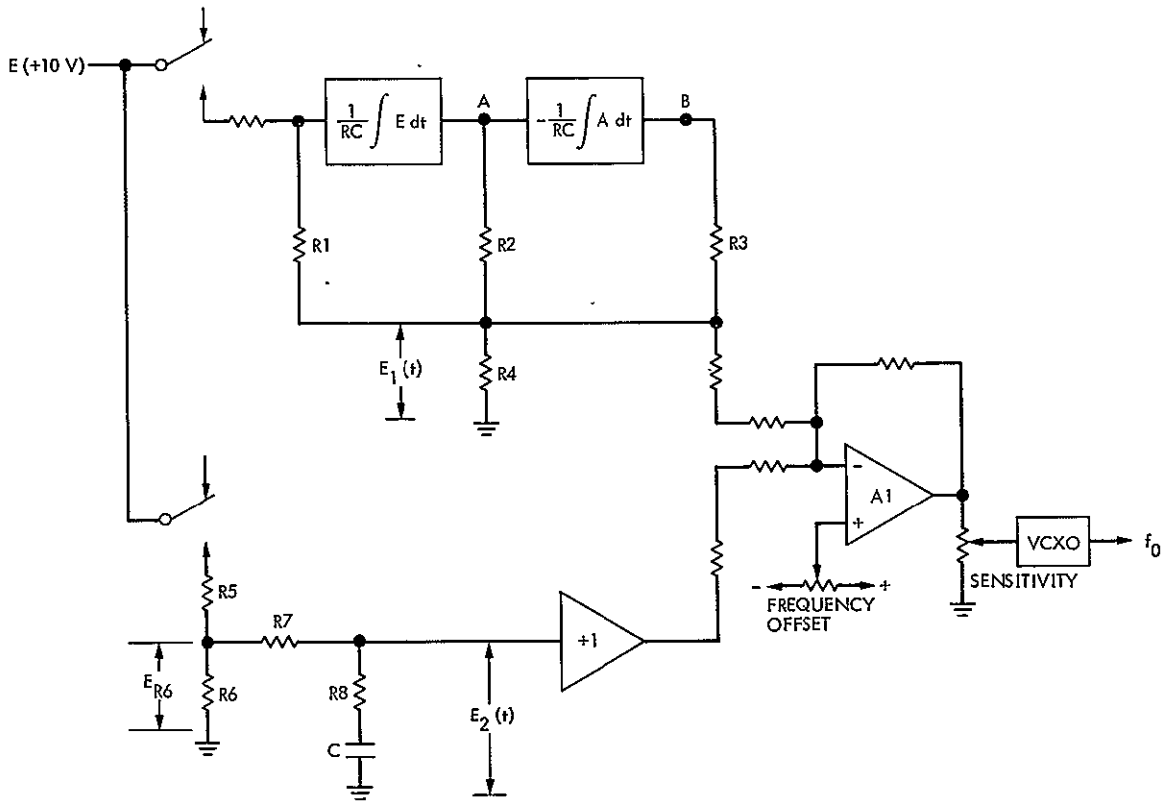 E (+10 V)
1/RC ∫ E dt
A
-1/RC ∫ A dt
B
R1
R2
R3
E1 (t)
R4
- A1
+
- +
FREQUENCY
OFFSET
SENSITIVITY
VCXO
f0
R5
R7
+1
ER6
R6
R8
E2 (t)
C